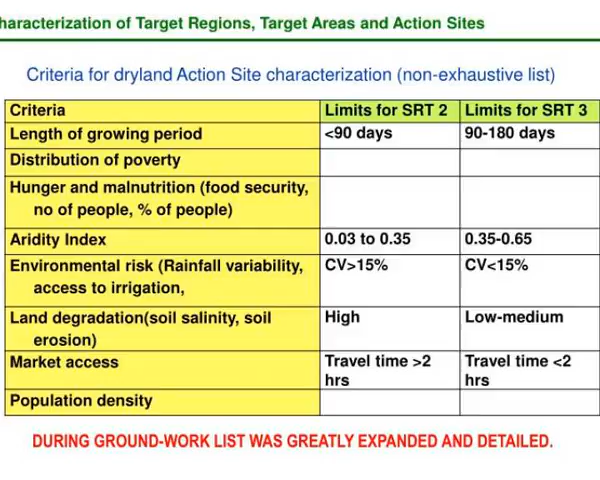 haracterization of Target Regions, Target Areas and Action Sites
Criteria for dryland Action Site characterization (non-exhaustive list)
Criteria Limits for SRT 2 Limits for SRT 3
Length of growing period <90 days 90-180 days
Distribution of poverty
Hunger and malnutrition (food security,
no of people, % of people)
Aridity Index 0.03 to 0.35 0.35-0.65
Environmental risk (Rainfall variability, CV>15% CV<15%
access to irrigation,
Land degradation(soil salinity, soil High Low-medium
erosion)
Market access Travel time >2 Travel time <2
hrs hrs
Population density
DURING GROUND-WORK LIST WAS GREATLY EXPANDED AND DETAILED.